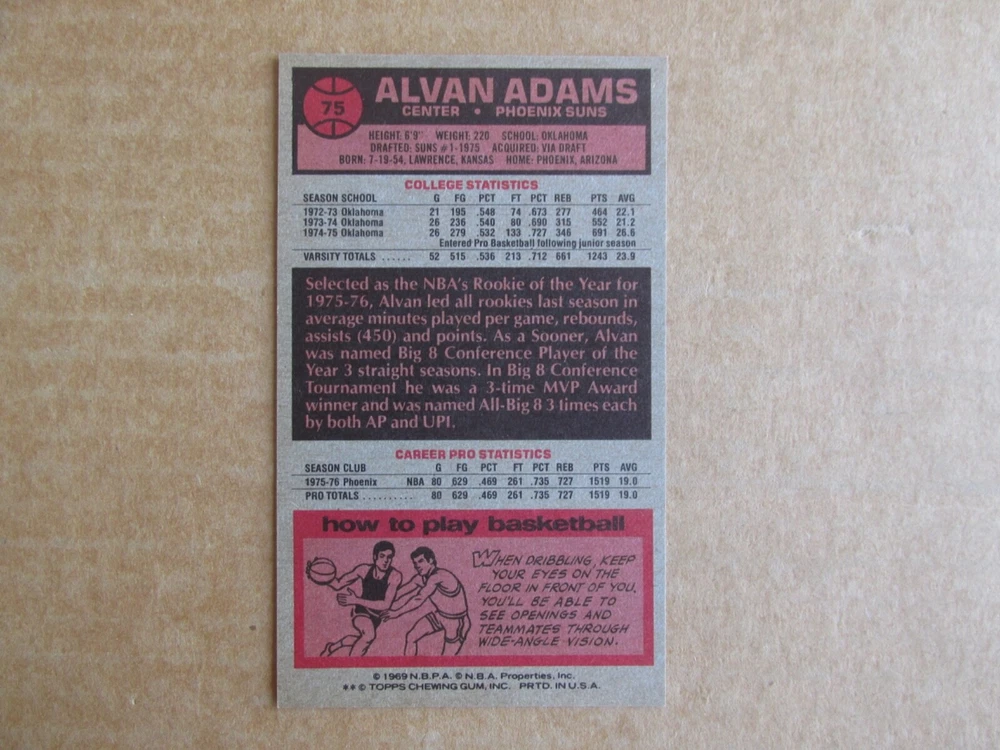 75
ALVAN ADAMS
CENTER • PHOENIX SUNS
HEIGHT: 6'9" WEIGHT: 220 SCHOOL: OKLAHOMA
DRAFTED: SUNS #1-1975 ACQUIRED: VIA DRAFT
BORN: 7-19-54, LAWRENCE, KANSAS HOME: PHOENIX, ARIZONA
COLLEGE STATISTICS
SEASON SCHOOL G FG PCT FT PCT REB PTS AVG
1972-73 Oklahoma 21 195 .548 74 .673 277 464 22.1
1973-74 Oklahoma 26 236 .540 80 .690 315 552 21.2
1974-75 Oklahoma 26 279 .532 133 .727 346 691 26.6
Entered Pro Basketball following junior season
VARSITY TOTALS ...... 52 515 .536 213 .712 661 1243 23.9
Selected as the NBA's Rookie of the Year for
1975-76, Alvan led all rookies last season in
average minutes played per game, rebounds,
assists (450) and points. As a Sooner, Alvan
was named Big 8 Conference Player of the
Year 3 straight seasons. In Big 8 Conference
Tournament he was a 3-time MVP Award
winner and was named All-Big 8 3 times each
by both AP and UPI.
CAREER PRO STATISTICS
SEASON CLUB G FG PCT FT PCT REB PTS AVG
1975-76 Phoenix NBA 80 629 .469 261 .735 727 1519 19.0
PRO TOTALS .......... 80 629 .469 261 .735 727 1519 19.0
how to play basketball
WHEN DRIBBLING, KEEP
YOUR EYES ON THE
FLOOR IN FRONT OF YOU.
YOU'LL BE ABLE TO
SEE OPENINGS AND
TEAMMATES THROUGH
WIDE-ANGLE VISION.
© 1969 N.B.P.A. © N.B.A. Properties, Inc.
** © TOPPS CHEWING GUM, INC. PRTD. IN U.S.A.